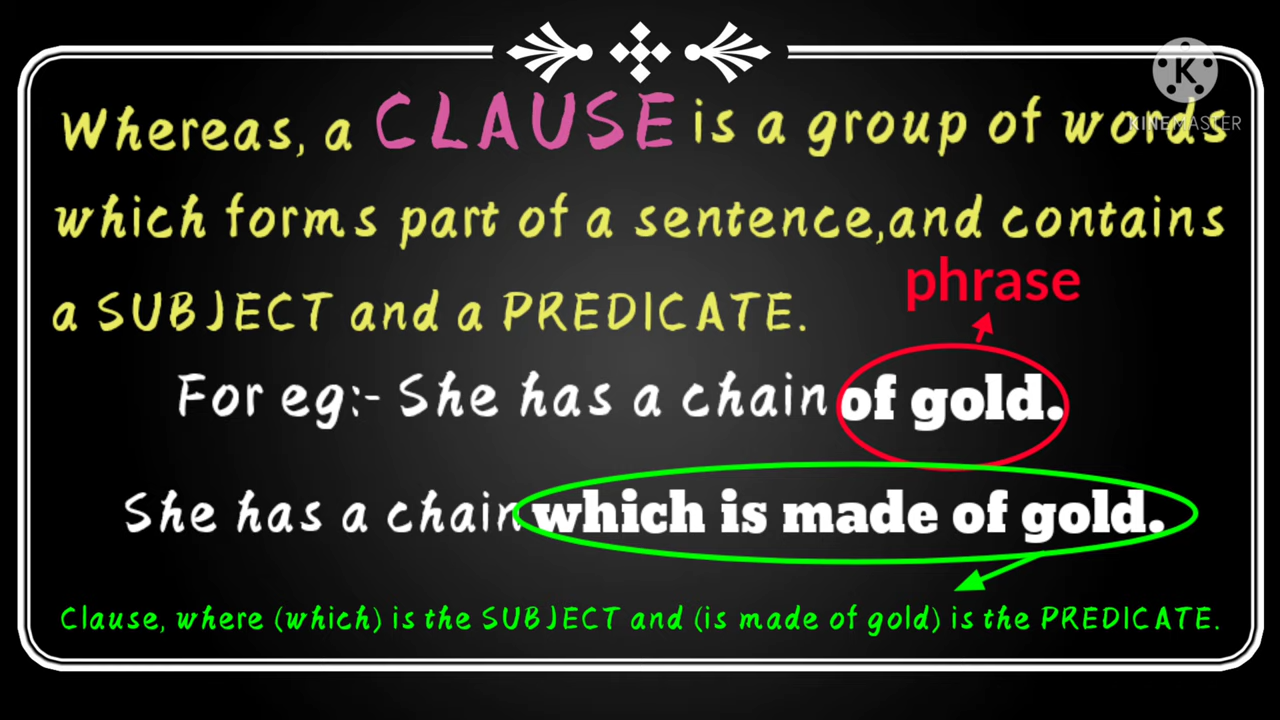 K
KINEMASTER
Whereas, a CLAUSE is a group of words
which forms part of a sentence,and contains
a SUBJECT and a PREDICATE.
phrase
For eg:- She has a chain of gold.
She has a chain which is made of gold.
Clause, where (which) is the SUBJECT and (is made of gold) is the PREDICATE.